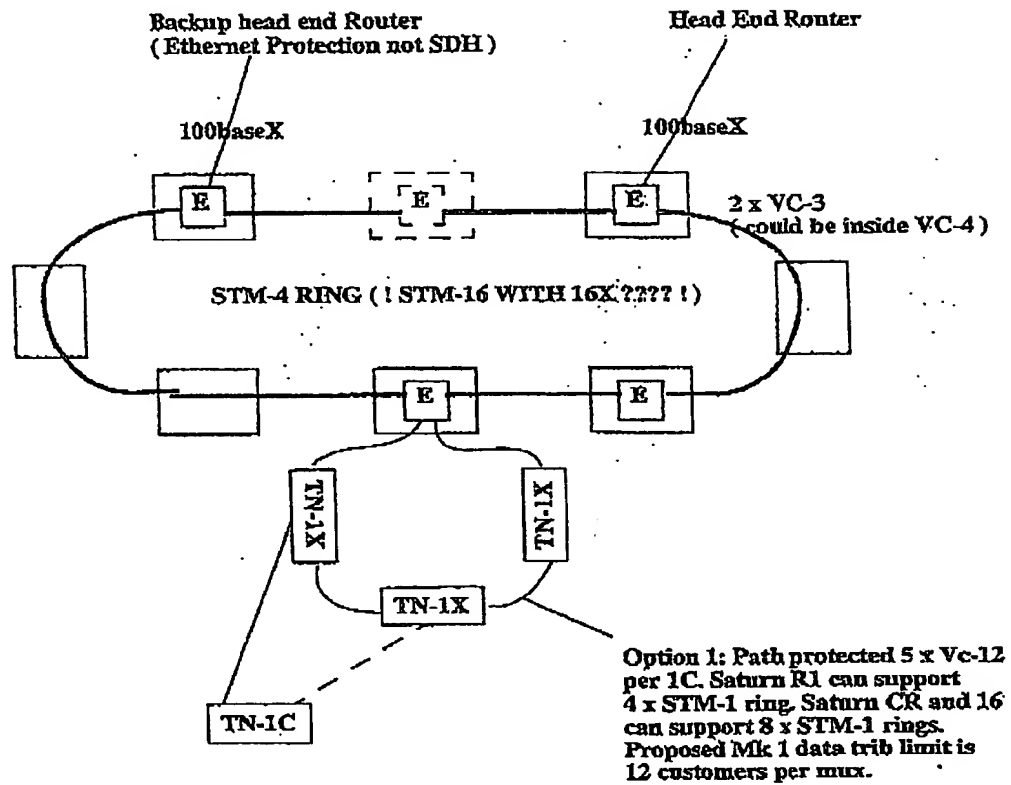 Backup head end Router
( Ethernet Protection not SDH )
Head End Router
100baseX
100baseX
E
E
E
2 x VC-3
( could be inside VC-4 )
STM-4 RING ( ! STM-16 WITH 16X ???? ! )
E
E
TN-1X
TN-1X
TN-1X
TN-1C
Option 1: Path protected 5 x Vc-12
per 1C. Saturn R1 can support
4 x STM-1 ring. Saturn CR and 16
can support 8 x STM-1 rings.
Proposed Mk 1 data trib limit is
12 customers per mux.